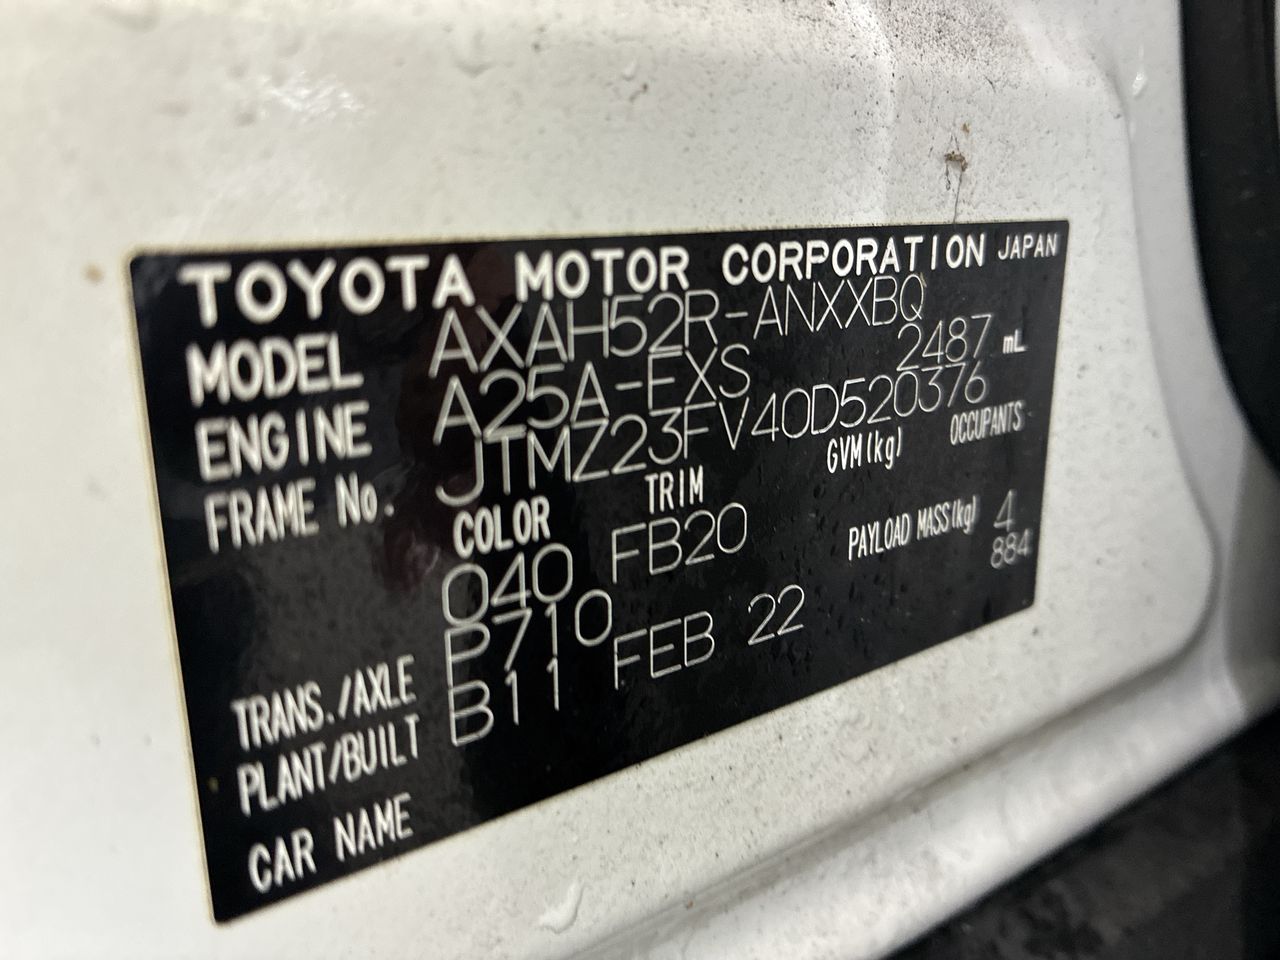 TOYOTA MOTOR CORPORATION JAPAN
MODEL AXAH52R-ANXXBQ
ENGINE A25A-FXS 2487 mL
FRAME No. JTMZ23FV40D520376
COLOR TRIM GVM(kg) OCCUPANTS
040 FB20 PAYLOAD MASS(kg) 4
884
TRANS./AXLE P710
PLANT/BUILT B11 FEB 22
CAR NAME